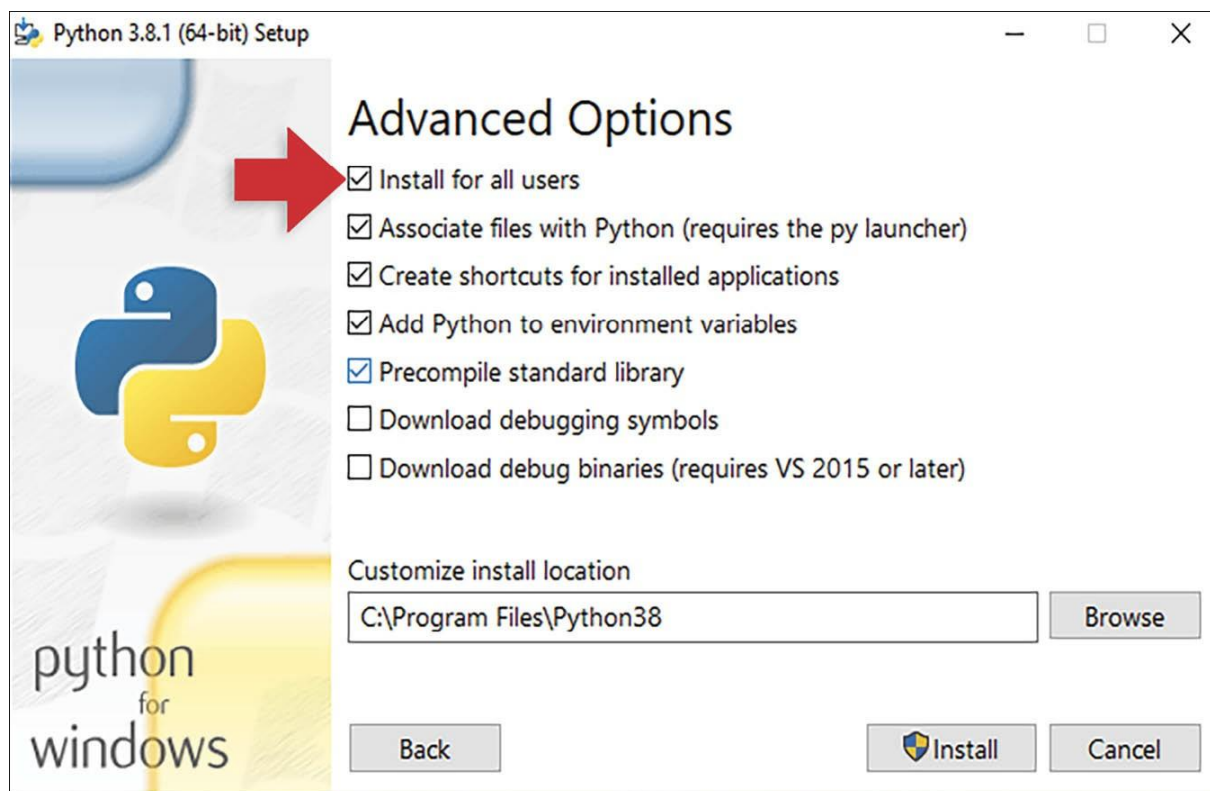 Python 3.8.1 (64-bit) Setup
Advanced Options
Install for all users
Associate files with Python (requires the py launcher)
Create shortcuts for installed applications
Add Python to environment variables
Precompile standard library
Download debugging symbols
Download debug binaries (requires VS 2015 or later)
Customize install location
C:\Program Files\Python38
Browse
python
for
windows
Back
Install
Cancel